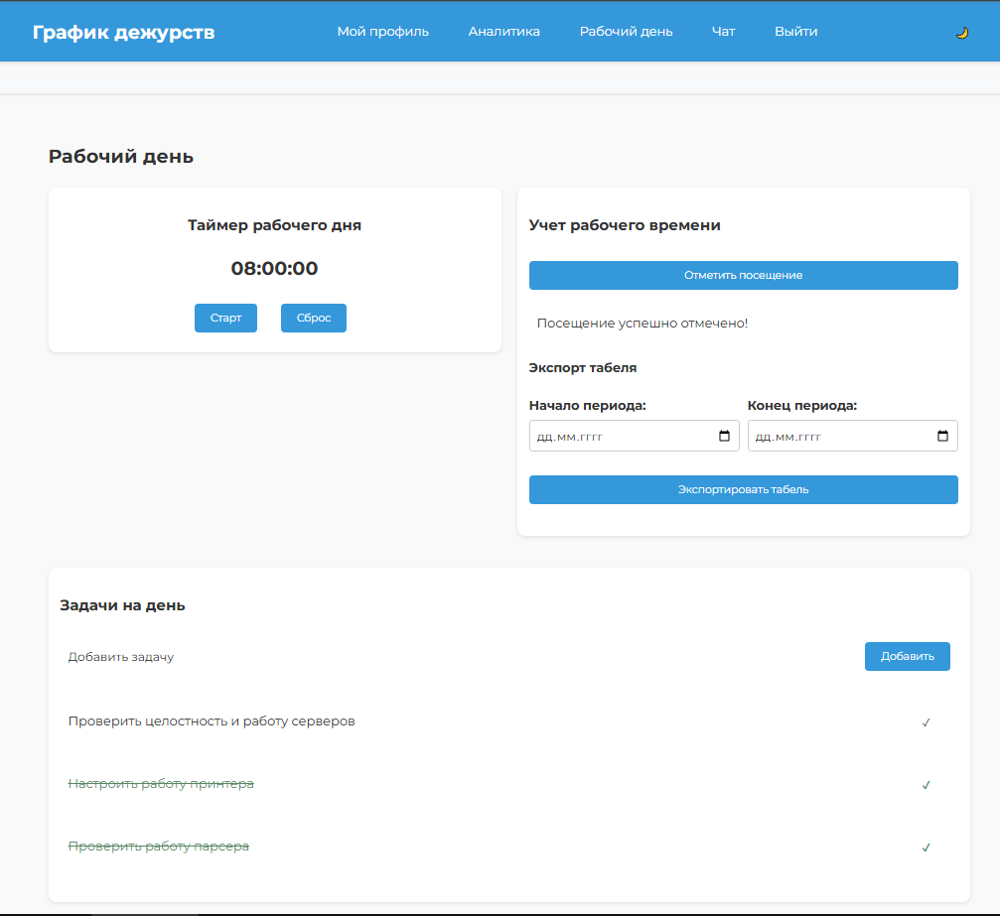 График дежурств
Мой профиль
Аналитика
Рабочий день
Чат
Выйти
Рабочий день
Таймер рабочего дня
08:00:00
Старт
Сброс
Учет рабочего времени
Отметить посещение
Посещение успешно отмечено!
Экспорт табеля
Начало периода:
Конец периода:
дд.мм.гггг
дд.мм.гггг
Экспортировать табель
Задачи на день
Добавить задачу
Добавить
Проверить целостность и работу серверов
✓
Настроить работу принтера
✓
Проверить работу парсера
✓